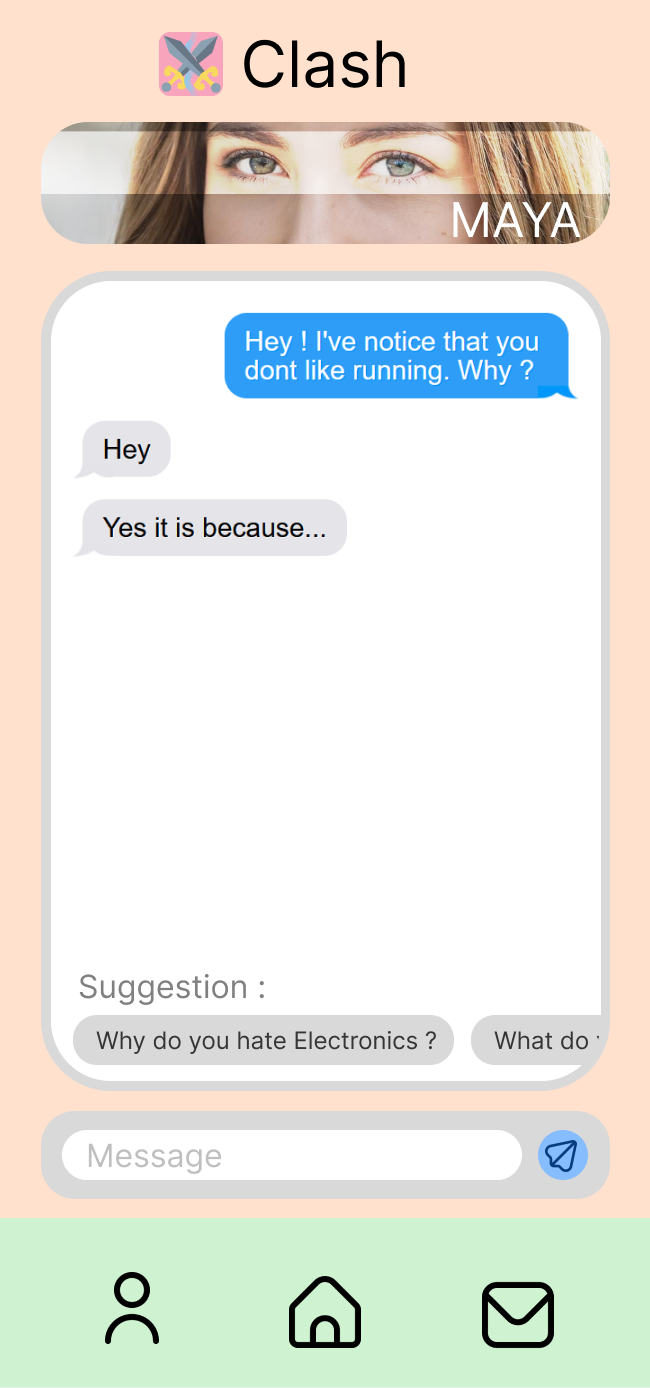 Clash
MAYA
Hey ! I've notice that you
dont like running. Why ?
Hey
Yes it is because...
Suggestion :
Why do you hate Electronics ?
What do
Message